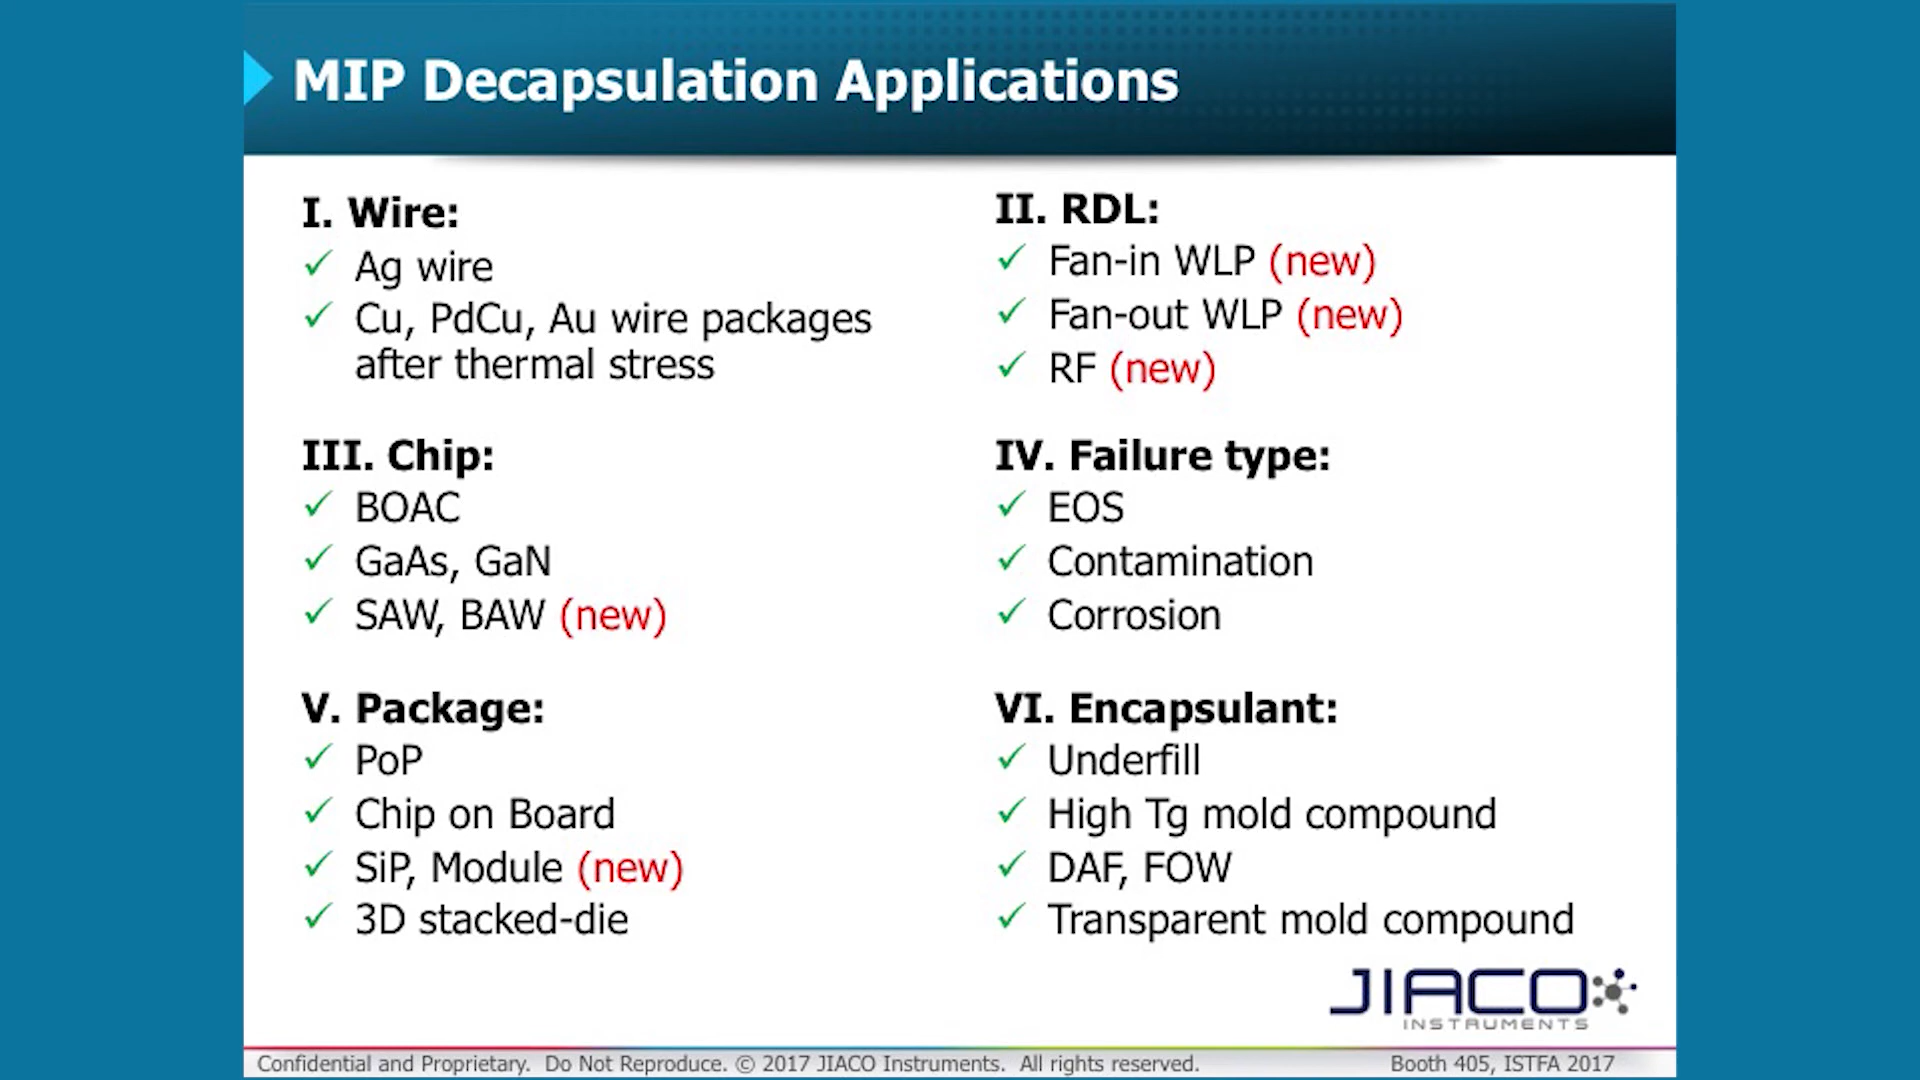 MIP Decapsulation Applications
I. Wire:
✓ Ag wire
✓ Cu, PdCu, Au wire packages
after thermal stress
II. RDL:
✓ Fan-in WLP (new)
✓ Fan-out WLP (new)
✓ RF (new)
III. Chip:
✓ BOAC
✓ GaAs, GaN
✓ SAW, BAW (new)
IV. Failure type:
✓ EOS
✓ Contamination
✓ Corrosion
V. Package:
✓ PoP
✓ Chip on Board
✓ SiP, Module (new)
✓ 3D stacked-die
VI. Encapsulant:
✓ Underfill
✓ High Tg mold compound
✓ DAF, FOW
✓ Transparent mold compound
JIACO
INSTRUMENTS
Confidential and Proprietary. Do Not Reproduce. © 2017 JIACO Instruments. All rights reserved.
Booth 405, ISTFA 2017